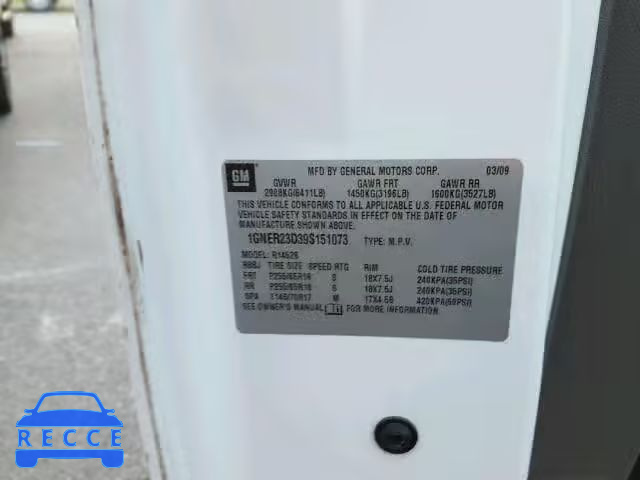 GM
MFD BY GENERAL MOTORS CORP. 03/09
GVWR GAWR FRT GAWR RR
2908KG(6411LB) 1450KG(3196LB) 1600KG(3527LB)
THIS VEHICLE CONFORMS TO ALL APPLICABLE U.S. FEDERAL MOTOR
VEHICLE SAFETY STANDARDS IN EFFECT ON THE DATE OF
MANUFACTURE SHOWN ABOVE.
1GNER23D39S151073 TYPE: M.P.V.
MODEL: R14526
RBBJ TIRE SIZE SPEED RTG RIM COLD TIRE PRESSURE
FRT P255/65R18 S 18X7.5J 240KPA(35PSI)
RR P255/65R18 S 18X7.5J 240KPA(35PSI)
SPA T145/70R17 M 17X4.5B 420KPA(60PSI)
SEE OWNER'S MANUAL FOR MORE INFORMATION.
RECCE